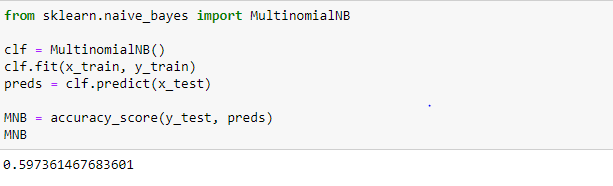 from sklearn.naive_bayes import MultinomialNB
clf = MultinomialNB()
clf.fit(x_train, y_train)
preds = clf.predict(x_test)
MNB = accuracy_score(y_test, preds)
MNB
0.597361467683601